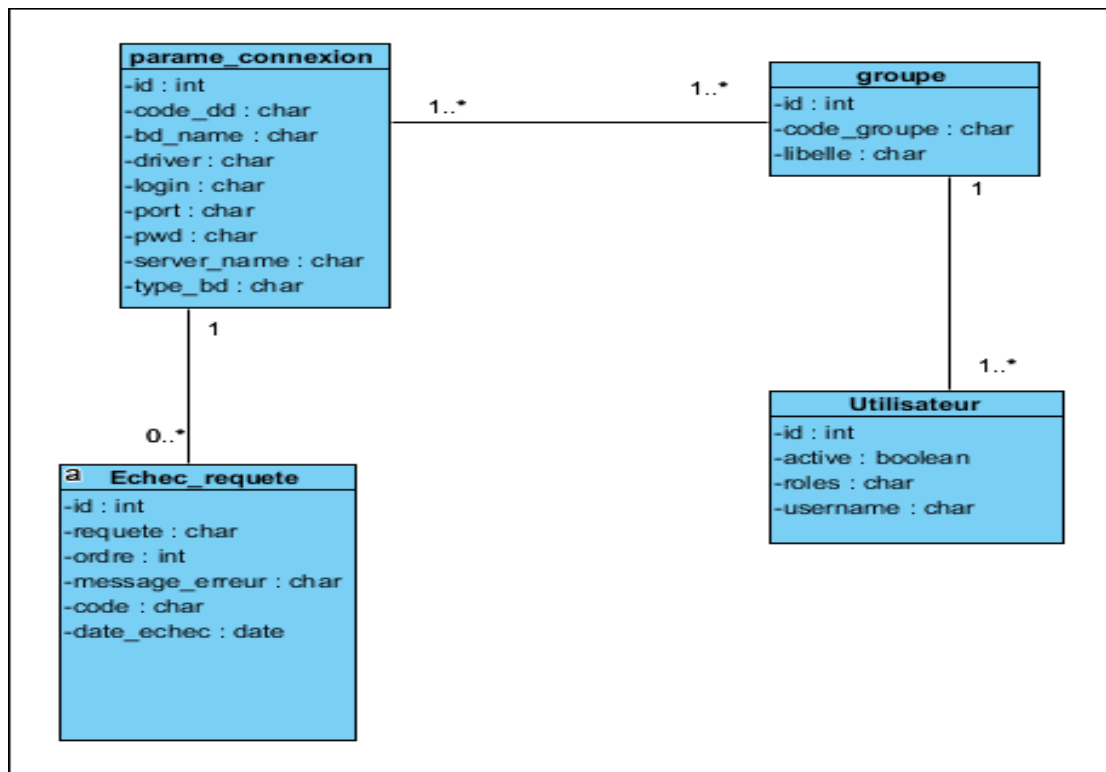 parame_connexion
-id : int
-code_dd : char
-bd_name : char
-driver : char
-login : char
-port : char
-pwd : char
-server_name : char
-type_bd : char
1..*
1..*
groupe
-id : int
-code_groupe : char
-libelle : char
1
1
1..*
0..*
Utilisateur
-id : int
-active : boolean
-roles : char
-username : char
a Echec_requete
-id : int
-requete : char
-ordre : int
-message_erreur : char
-code : char
-date_echec : date